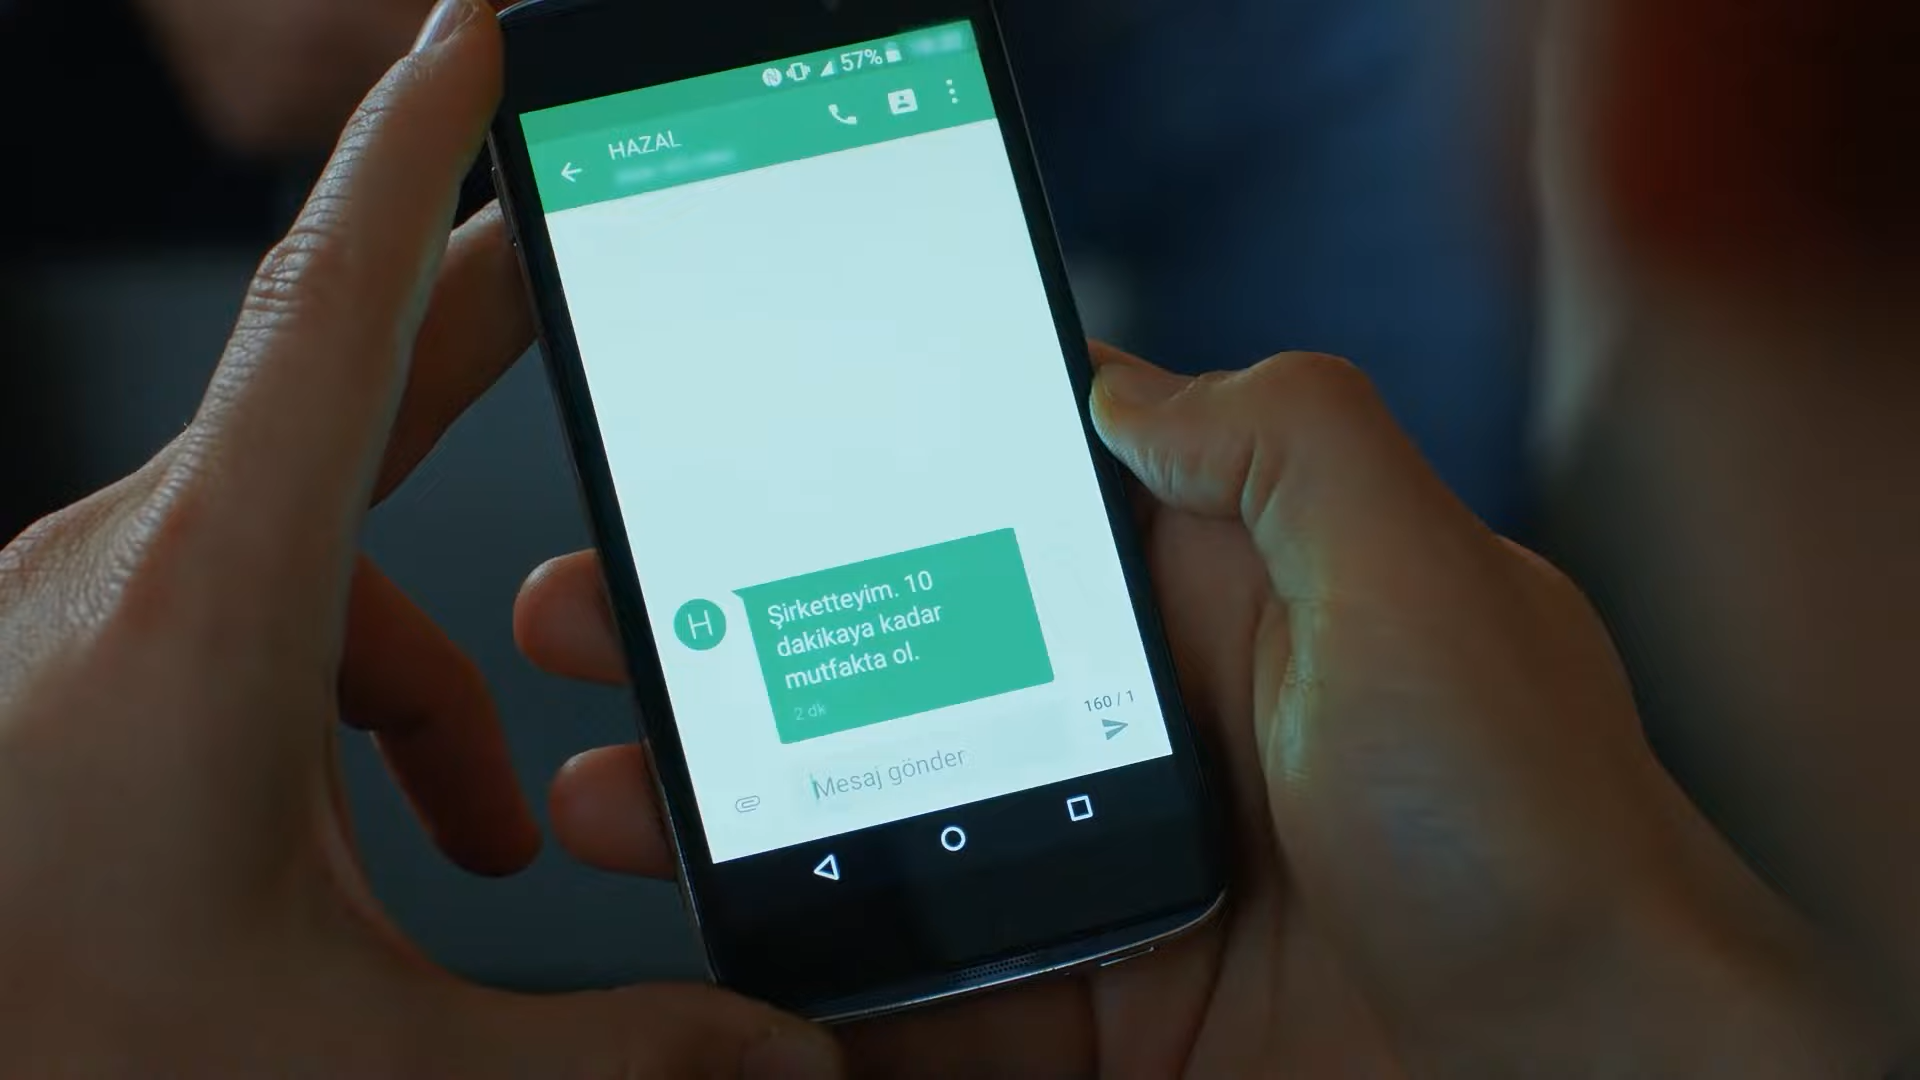 57%
HAZAL
H
Şirketteyim. 10
dakikaya kadar
mutfakta ol.
2 dk
160 / 1
Mesaj gönder